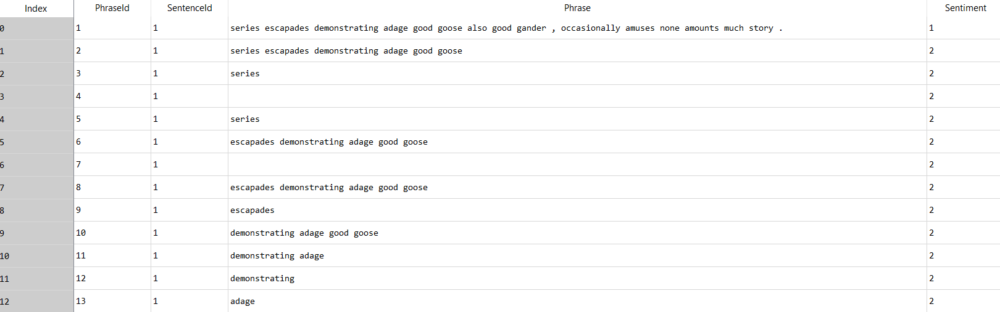 Index PhraseId SentenceId Phrase Sentiment
0 1 1 series escapades demonstrating adage good goose also good gander , occasionally amuses none amounts much story . 1
1 2 1 series escapades demonstrating adage good goose 2
2 3 1 series 2
3 4 1 2
4 5 1 series 2
5 6 1 escapades demonstrating adage good goose 2
6 7 1 2
7 8 1 escapades demonstrating adage good goose 2
8 9 1 escapades 2
9 10 1 demonstrating adage good goose 2
10 11 1 demonstrating adage 2
11 12 1 demonstrating 2
12 13 1 adage 2